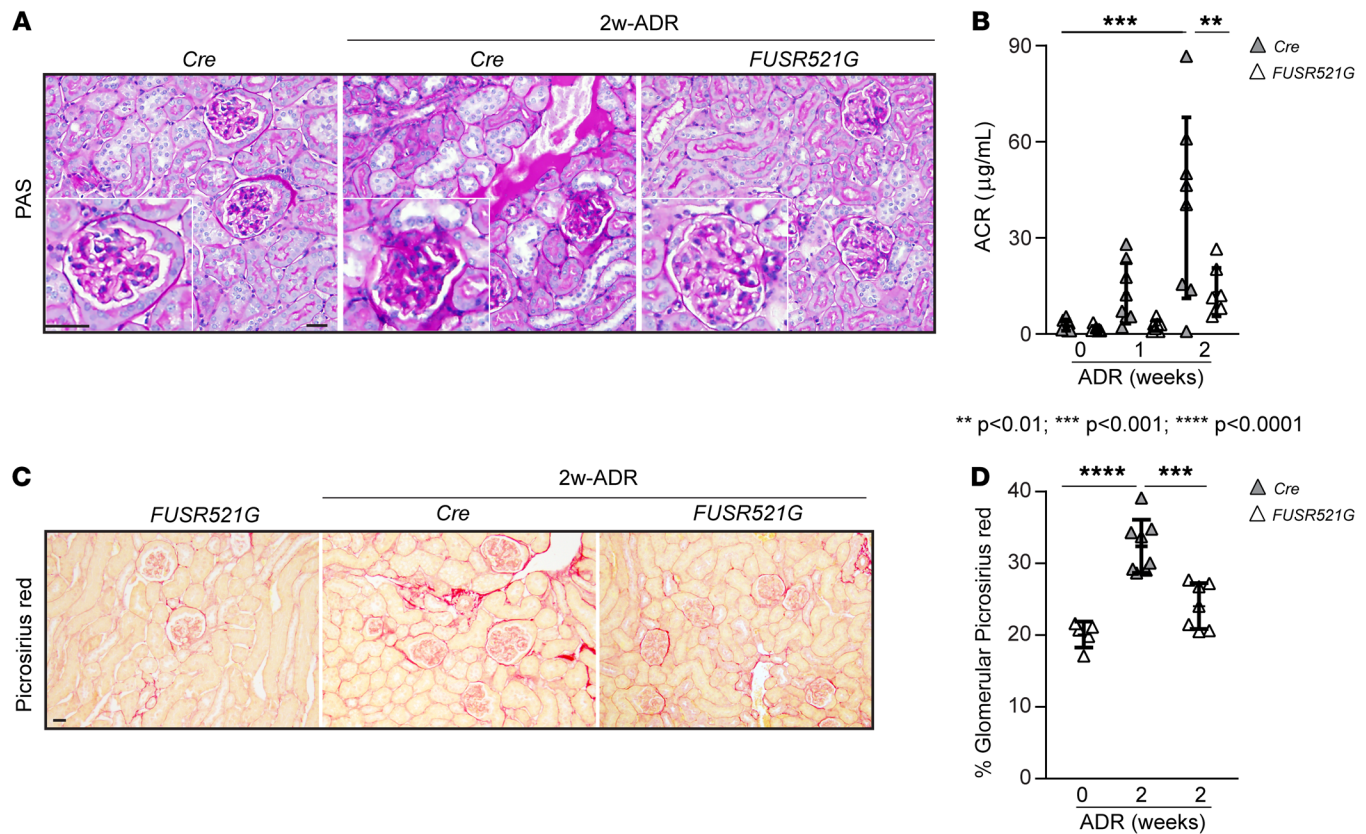 A
2w-ADR
Cre
Cre
FUSR521G
PAS
B
*** **
90
60
30
0
ACR (µg/mL)
Cre
FUSR521G
0 1 2
ADR (weeks)
** p<0.01; *** p<0.001; **** p<0.0001
C
2w-ADR
FUSR521G
Cre
FUSR521G
Picrosirius red
D
**** ***
40
30
20
10
0
% Glomerular Picrosirius red
Cre
FUSR521G
0 2 2
ADR (weeks)